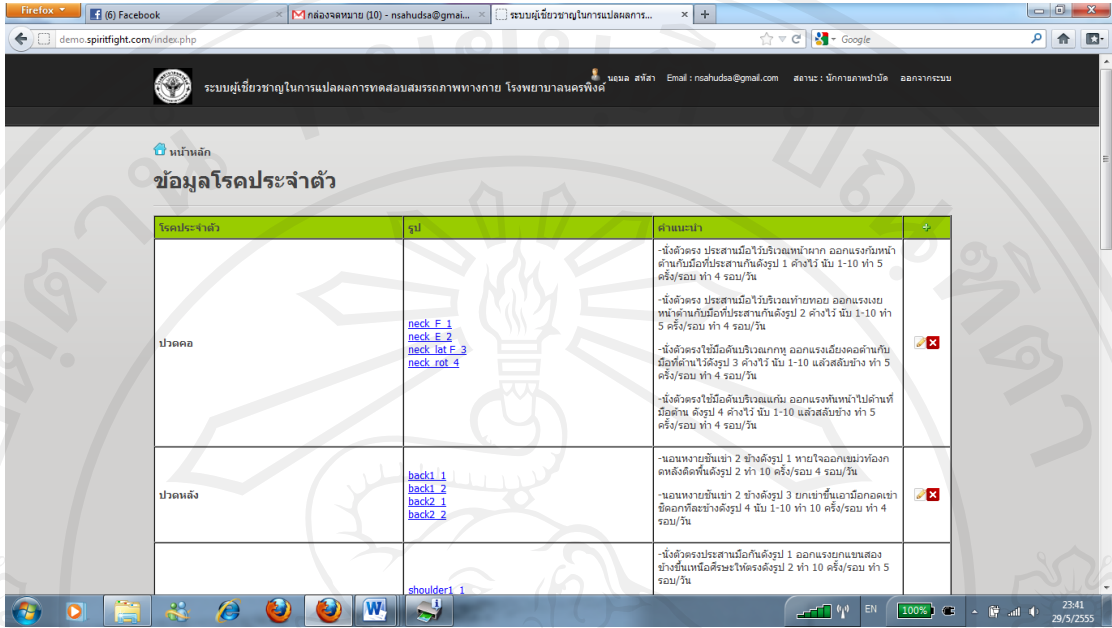 Firefox
(6) Facebook
กล่องจดหมาย (10) - nsahudsa@gmai...
ระบบผู้เชี่ยวชาญในการแปลผลการ...
demo.spiritfight.com/index.php
Google
ระบบผู้เชี่ยวชาญในการแปลผลการทดสอบสมรรถภาพทางกาย โรงพยาบาลนครพิงค์
นฤมล สหัสา Email : nsahudsa@gmail.com สถานะ : นักกายภาพบำบัด ออกจากระบบ
หน้าหลัก
ข้อมูลโรคประจำตัว
โรคประจำตัว
รูป
คำแนะนำ
ปวดคอ
neck_F_1
neck_E_2
neck_lat F_3
neck_rot_4
-นั่งตัวตรง ประสานมือไว้บริเวณหน้าผาก ออกแรงก้มหน้า
ต้านกับมือที่ประสานกันดังรูป 1 ค้างไว้ นับ 1-10 ทำ 5
ครั้ง/รอบ ทำ 4 รอบ/วัน
-นั่งตัวตรง ประสานมือไว้บริเวณท้ายทอย ออกแรงเงย
หน้าต้านกับมือที่ประสานกันดังรูป 2 ค้างไว้ นับ 1-10 ทำ
5 ครั้ง/รอบ ทำ 4 รอบ/วัน
-นั่งตัวตรงใช้มือดันบริเวณกกหู ออกแรงเอียงคอต้านกับ
มือที่ต้านไว้ดังรูป 3 ค้างไว้ นับ 1-10 แล้วสลับข้าง ทำ 5
ครั้ง/รอบ ทำ 4 รอบ/วัน
-นั่งตัวตรงใช้มือดันบริเวณแก้ม ออกแรงหันหน้าไปด้านที่
มือต้าน ดังรูป 4 ค้างไว้ นับ 1-10 แล้วสลับข้าง ทำ 5
ครั้ง/รอบ ทำ 4 รอบ/วัน
ปวดหลัง
back1_1
back1_2
back2_1
back2_2
-นอนหงายชันเข่า 2 ข้างดังรูป 1 หายใจออกเขม่วท้องก
ดหลังติดพื้นดังรูป 2 ทำ 10 ครั้ง/รอบ 4 รอบ/วัน
-นอนหงายชันเข่า 2 ข้างดังรูป 3 ยกเข่าขึ้นเอามือกอดเข่า
ชิดอกทีละข้างดังรูป 4 นับ 1-10 ทำ 10 ครั้ง/รอบ ทำ 4
รอบ/วัน
shoulder1_1
-นั่งตัวตรงประสานมือกันดังรูป 1 ออกแรงยกแขนสอง
ข้างขึ้นเหนือศีรษะให้ตรงดังรูป 2 ทำ 10 ครั้ง/รอบ ทำ 5
รอบ/วัน
EN
100%
23:41
29/5/2555